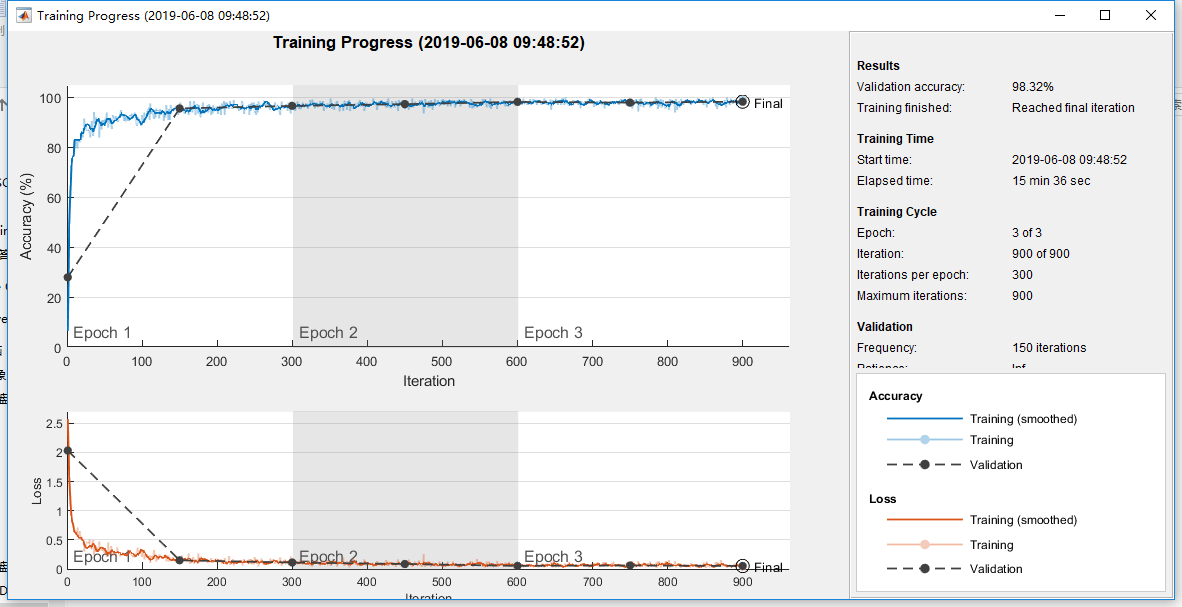 Training Progress (2019-06-08 09:48:52)
Training Progress (2019-06-08 09:48:52)
100
80
60
40
20
0
Accuracy (%)
Final
Epoch 1
Epoch 2
Epoch 3
0 100 200 300 400 500 600 700 800 900
Iteration
2.5
2
1.5
1
0.5
0
Loss
Final
Epoch 1
Epoch 2
Epoch 3
0 100 200 300 400 500 600 700 800 900
Iteration
Results
Validation accuracy: 98.32%
Training finished: Reached final iteration
Training Time
Start time: 2019-06-08 09:48:52
Elapsed time: 15 min 36 sec
Training Cycle
Epoch: 3 of 3
Iteration: 900 of 900
Iterations per epoch: 300
Maximum iterations: 900
Validation
Frequency: 150 iterations
Patience: Inf
Accuracy
Training (smoothed)
Training
Validation
Loss
Training (smoothed)
Training
Validation